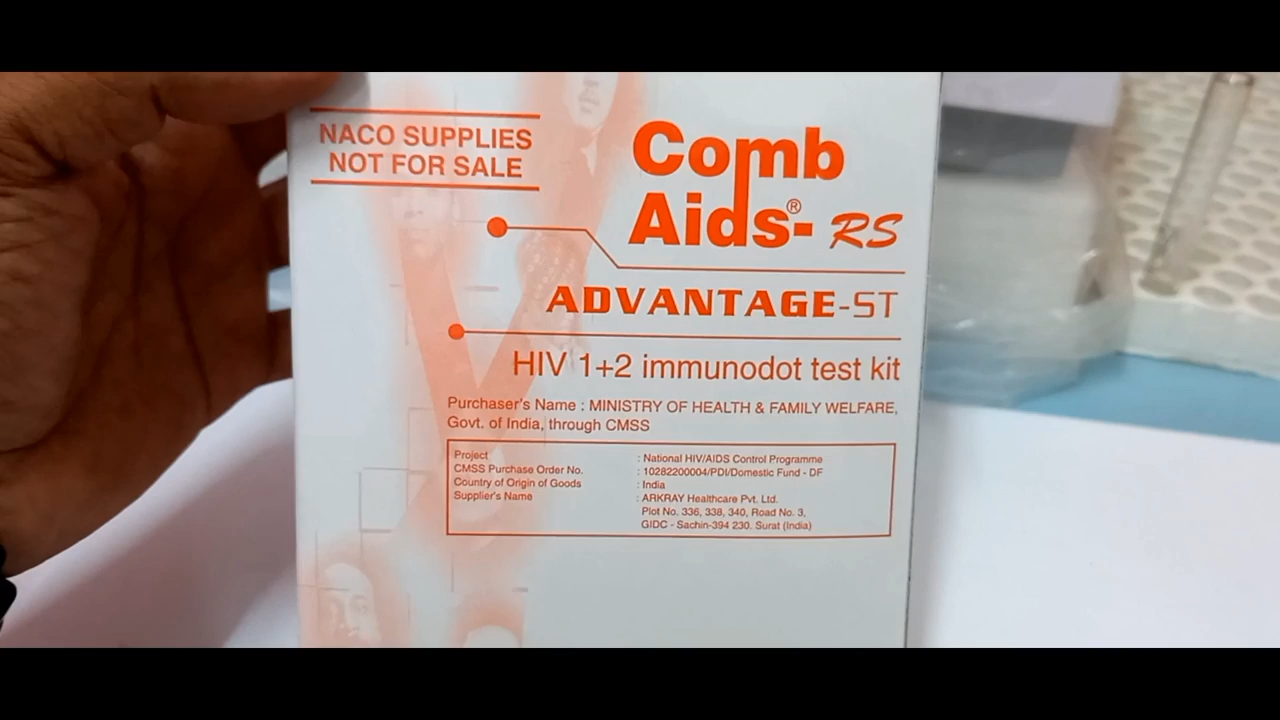 NACO SUPPLIES
NOT FOR SALE
Comb
Aids®- RS
ADVANTAGE-ST
HIV 1+2 immunodot test kit
Purchaser's Name : MINISTRY OF HEALTH & FAMILY WELFARE,
Govt. of India, through CMSS
Project : National HIV/AIDS Control Programme
CMSS Purchase Order No. : 10282200004/PDI/Domestic Fund - DF
Country of Origin of Goods : India
Supplier's Name : ARKRAY Healthcare Pvt. Ltd.
Plot No. 336, 338, 340, Road No. 3,
GIDC - Sachin-394 230. Surat (India)